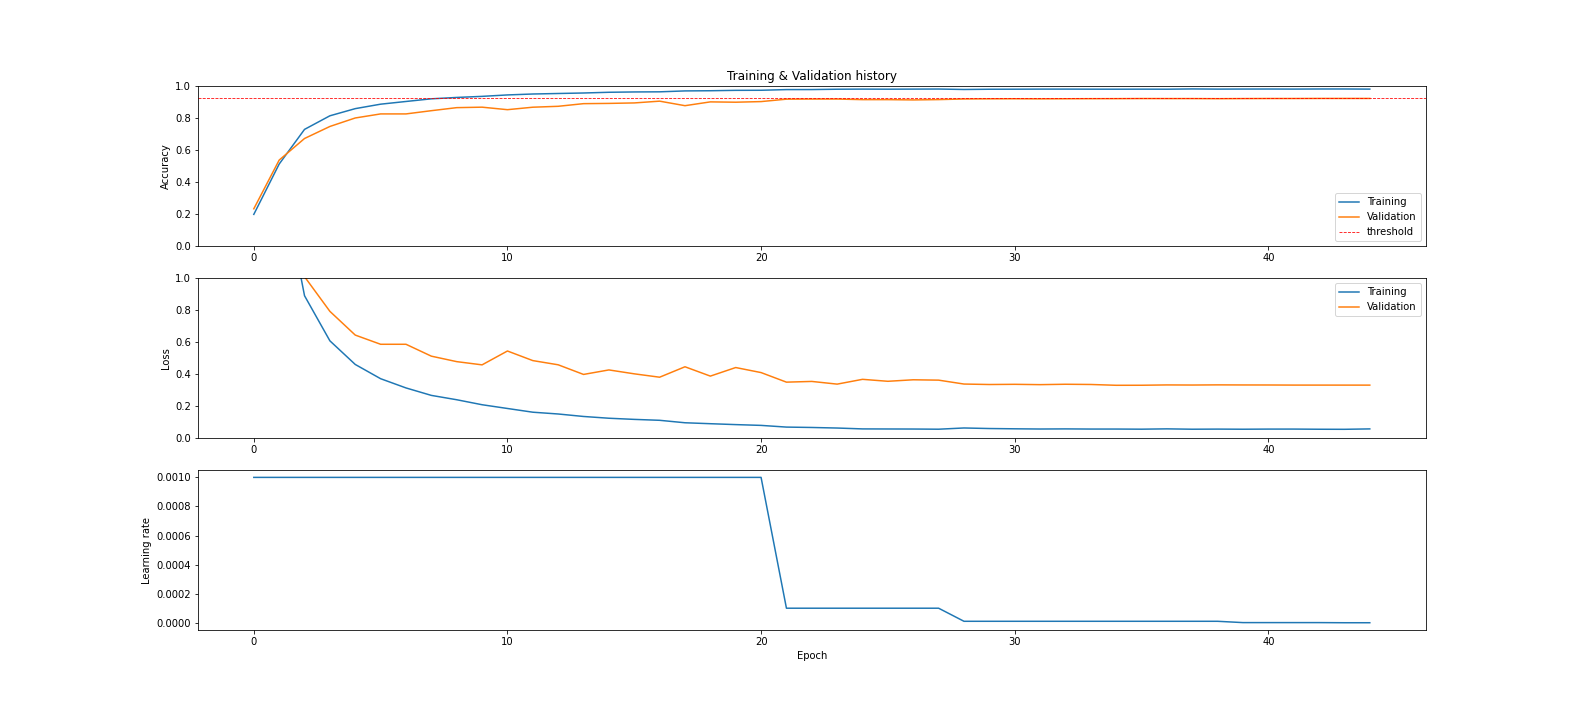 Training & Validation history
1.0
0.8
0.6
0.4
0.2
0.0
Accuracy
Training
Validation
threshold
0 10 20 30 40
1.0
0.8
0.6
0.4
0.2
0.0
Loss
Training
Validation
0 10 20 30 40
0.0010
0.0008
0.0006
0.0004
0.0002
0.0000
Learning rate
0 10 20 30 40
Epoch